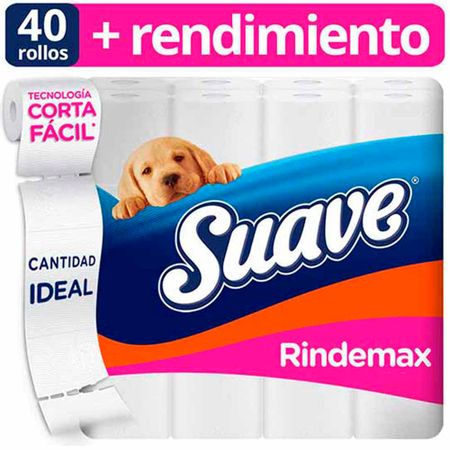 40
rollos
+ rendimiento
TECNOLOGÍA
CORTA
FÁCIL*
CANTIDAD
IDEAL
Suave®
Rindemax